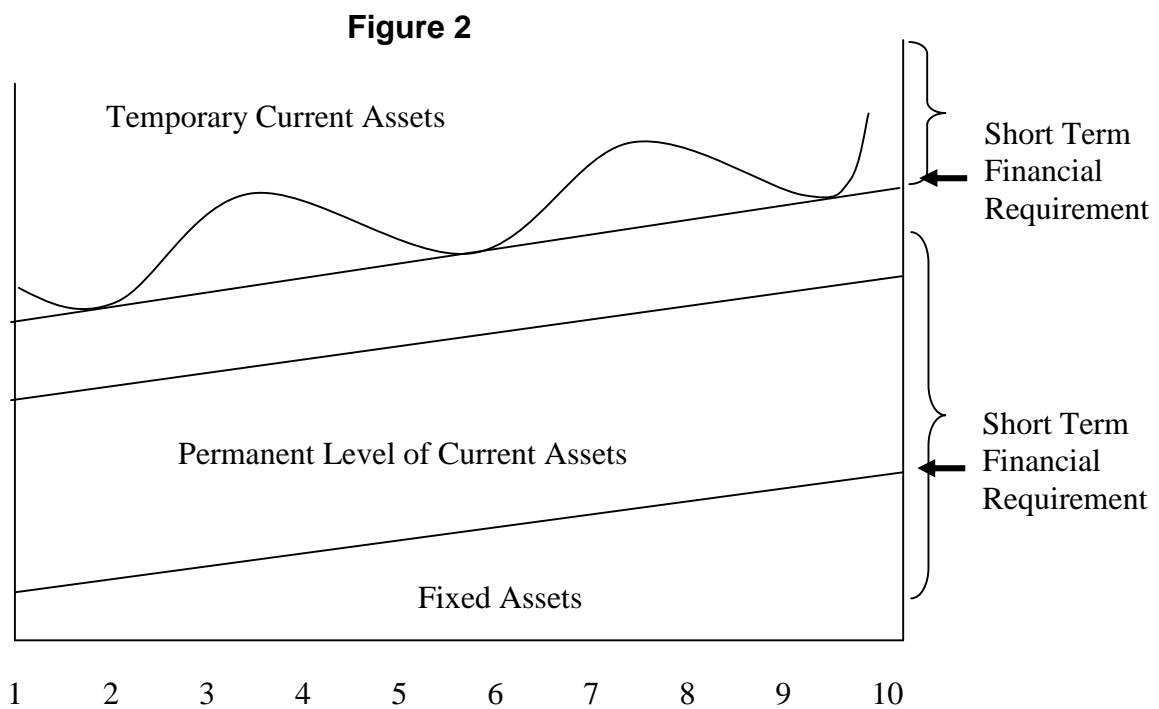 Figure 2
Temporary Current Assets
Short Term
Financial
Requirement
Permanent Level of Current Assets
Short Term
Financial
Requirement
Fixed Assets
1 2 3 4 5 6 7 8 9 10